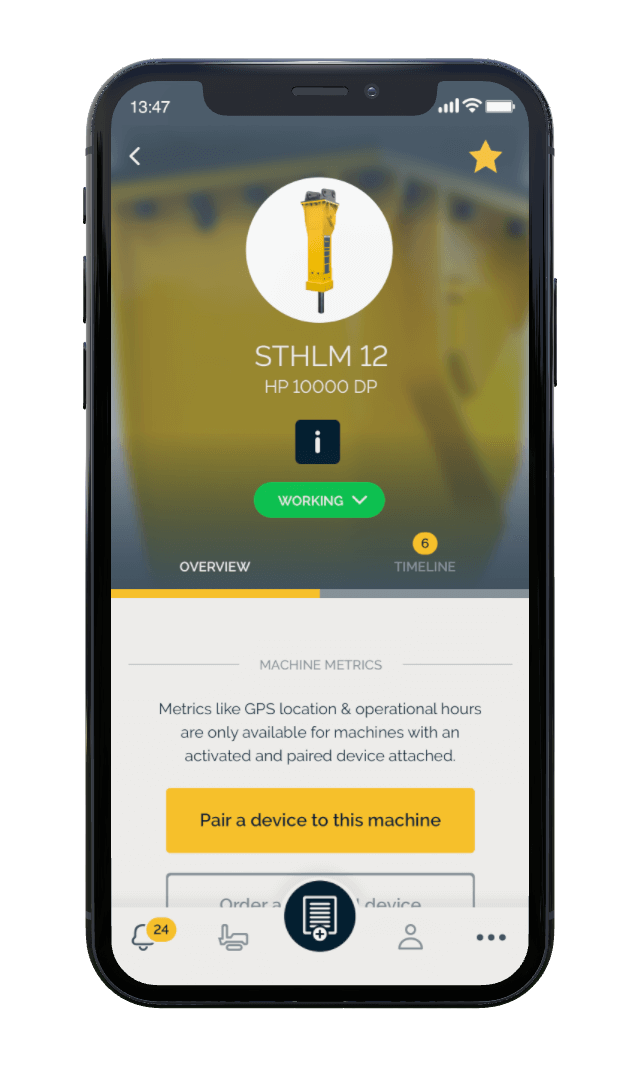 13:47
STHLM 12
HP 10000 DP
i
WORKING
6
OVERVIEW TIMELINE
MACHINE METRICS
Metrics like GPS location & operational hours
are only available for machines with an
activated and paired device attached.
Pair a device to this machine
Order a device
24